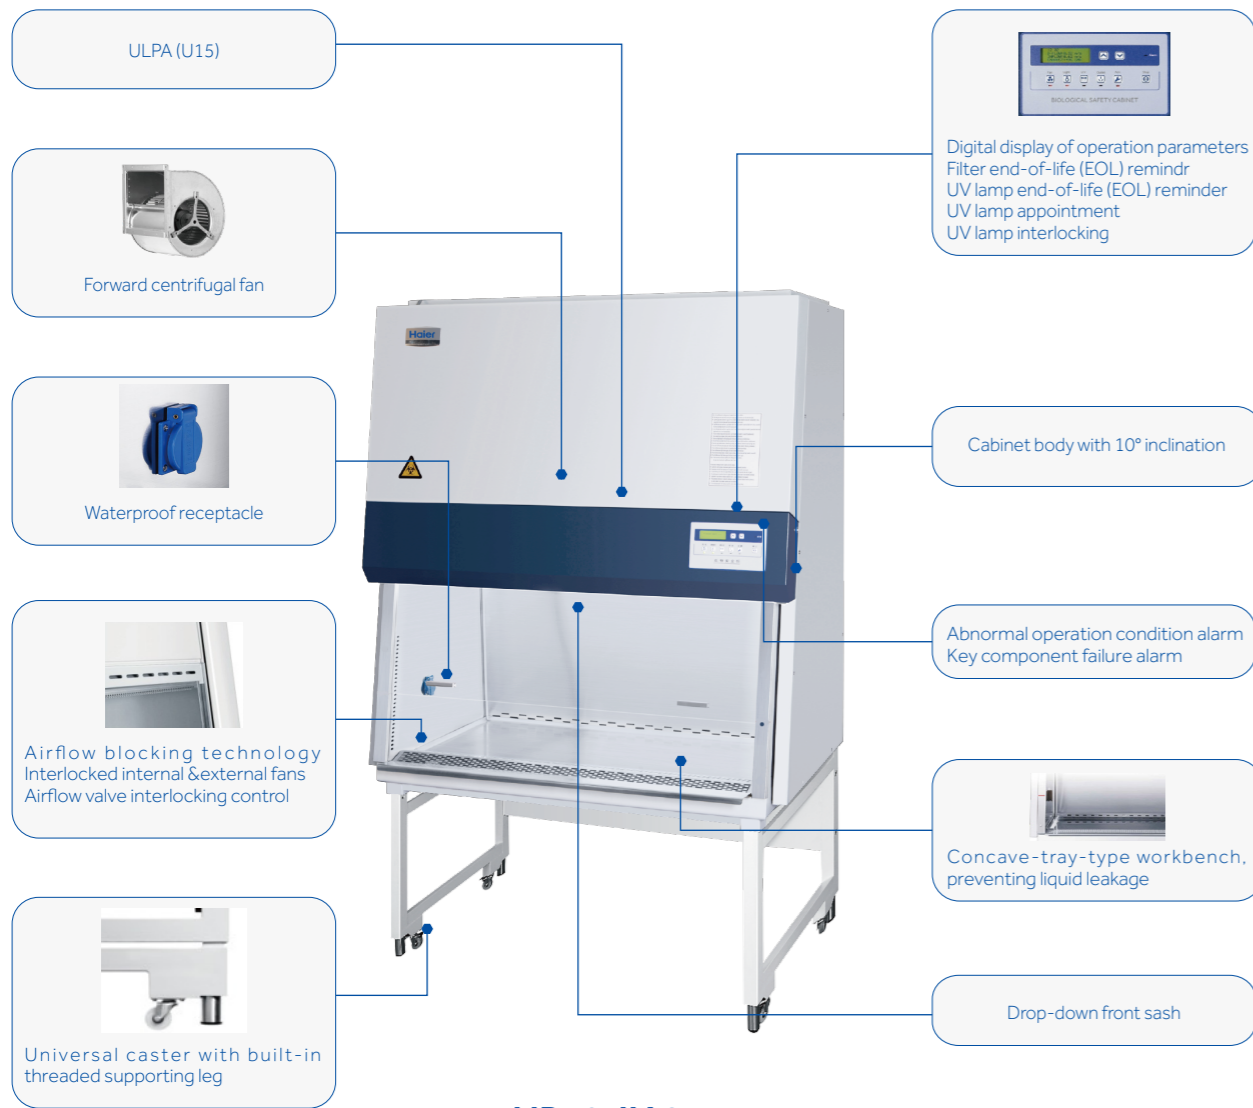 ULPA (U15)
Forward centrifugal fan
Waterproof receptacle
Airflow blocking technology
Interlocked internal &external fans
Airflow valve interlocking control
Universal caster with built-in
threaded supporting leg
Haier
BIOLOGICAL SAFETY CABINET
Digital display of operation parameters
Filter end-of-life (EOL) remindr
UV lamp end-of-life (EOL) reminder
UV lamp appointment
UV lamp interlocking
Cabinet body with 10° inclination
Abnormal operation condition alarm
Key component failure alarm
Concave-tray-type workbench,
preventing liquid leakage
Drop-down front sash